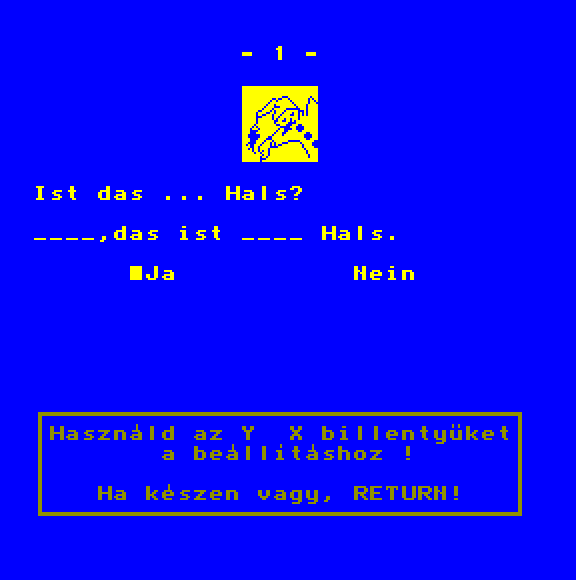 - 1 -
Ist das ... Hals?
____,das ist ____ Hals.
■Ja Nein
Használd az Y X billentyüket
a beállításhoz !
Ha készen vagy, RETURN!